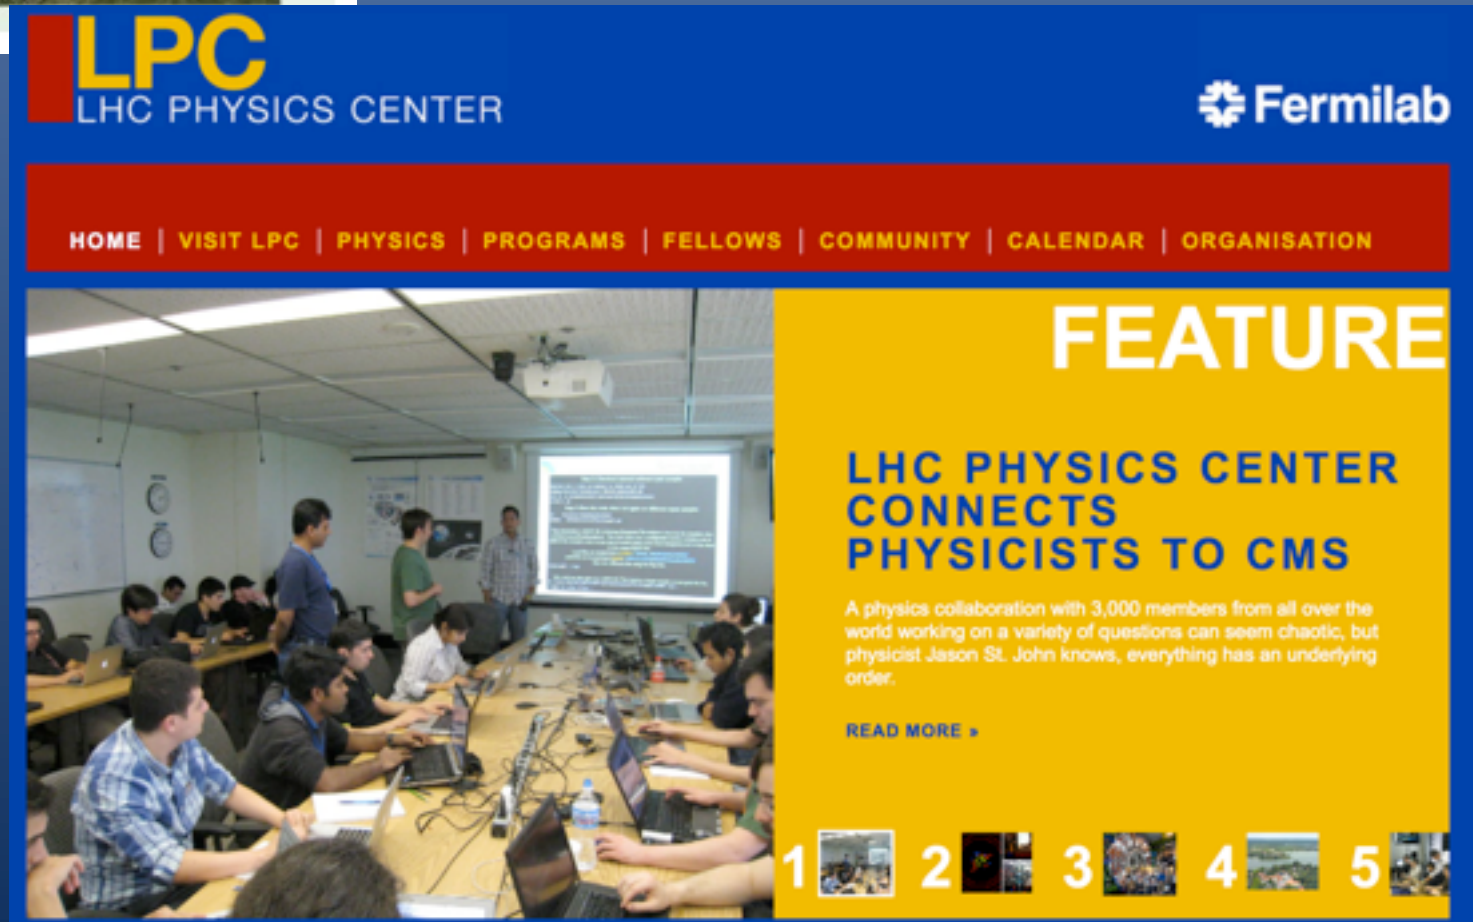 LPC
LHC PHYSICS CENTER
Fermilab
HOME | VISIT LPC | PHYSICS | PROGRAMS | FELLOWS | COMMUNITY | CALENDAR | ORGANISATION
FEATURE
LHC PHYSICS CENTER
CONNECTS
PHYSICISTS TO CMS
A physics collaboration with 3,000 members from all over the
world working on a variety of questions can seem chaotic, but
physicist Jason St. John knows, everything has an underlying
order.
READ MORE »
1 2 3 4 5